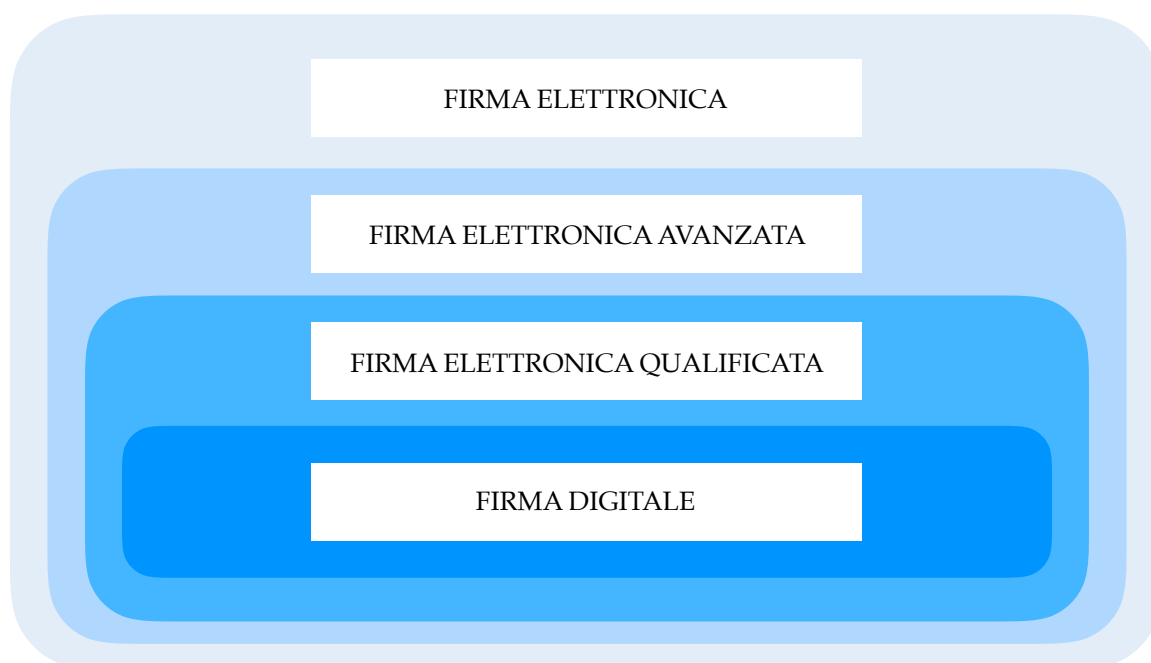 FIRMA ELETTRONICA
FIRMA ELETTRONICA AVANZATA
FIRMA ELETTRONICA QUALIFICATA
FIRMA DIGITALE